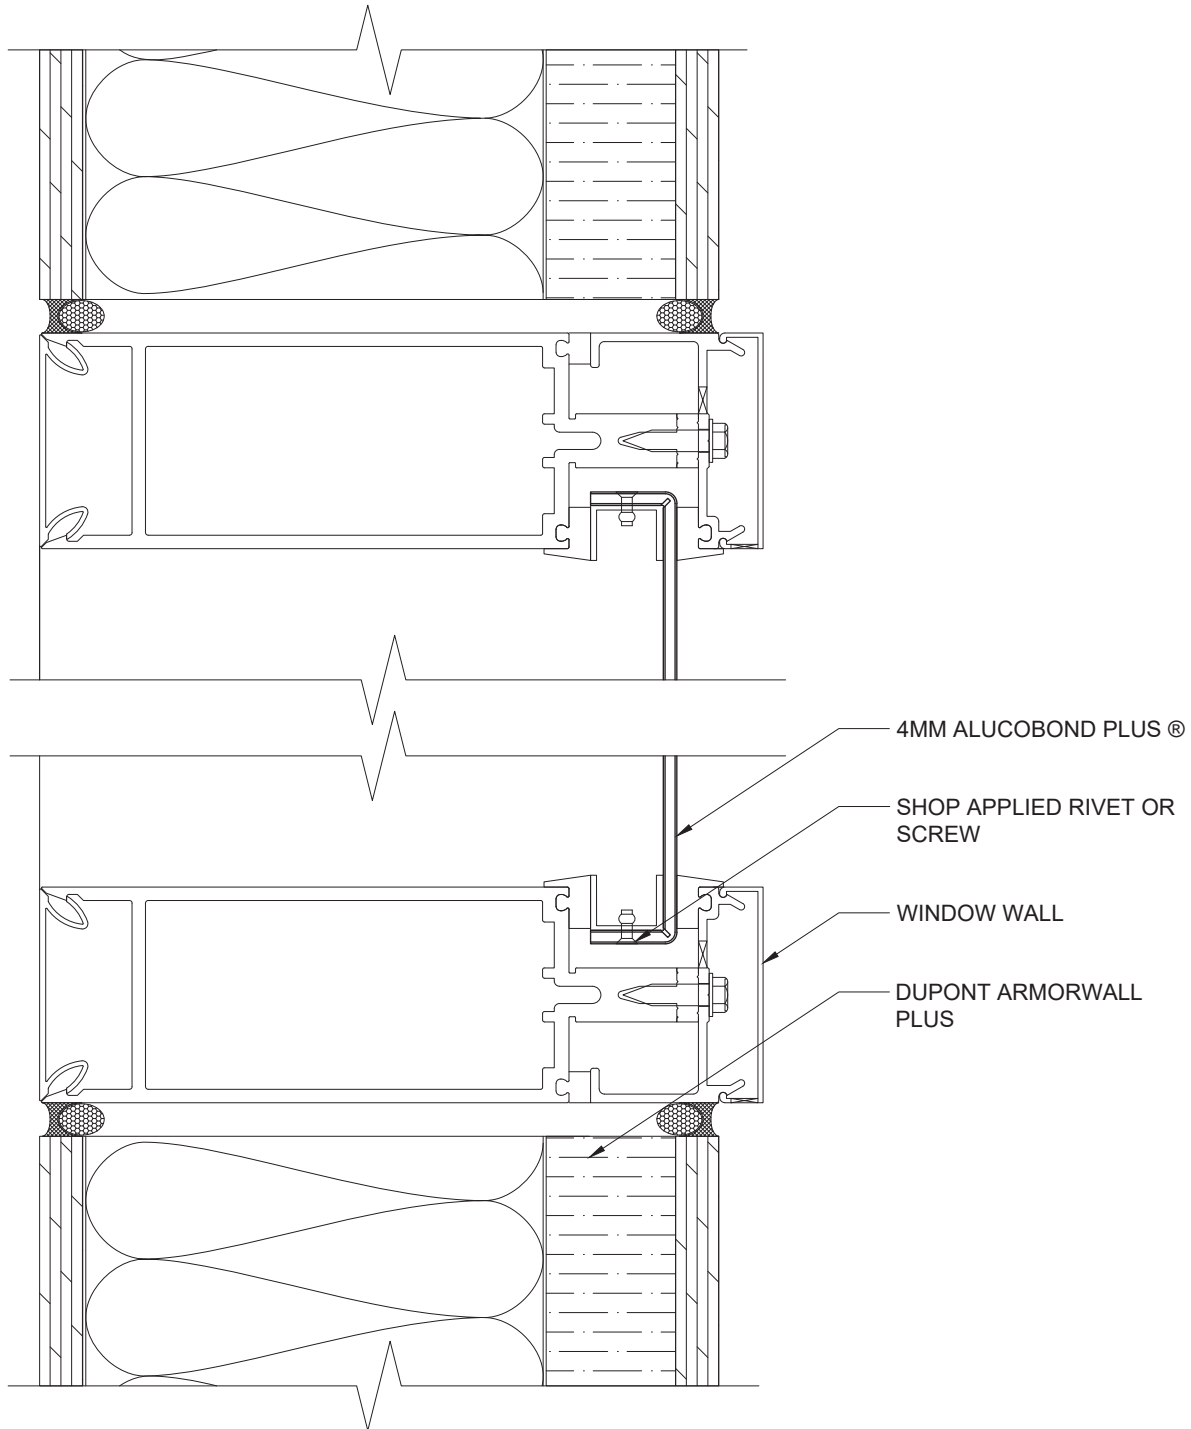 4MM ALUCOBOND PLUS ®
SHOP APPLIED RIVET OR
SCREW
WINDOW WALL
DUPONT ARMORWALL
PLUS